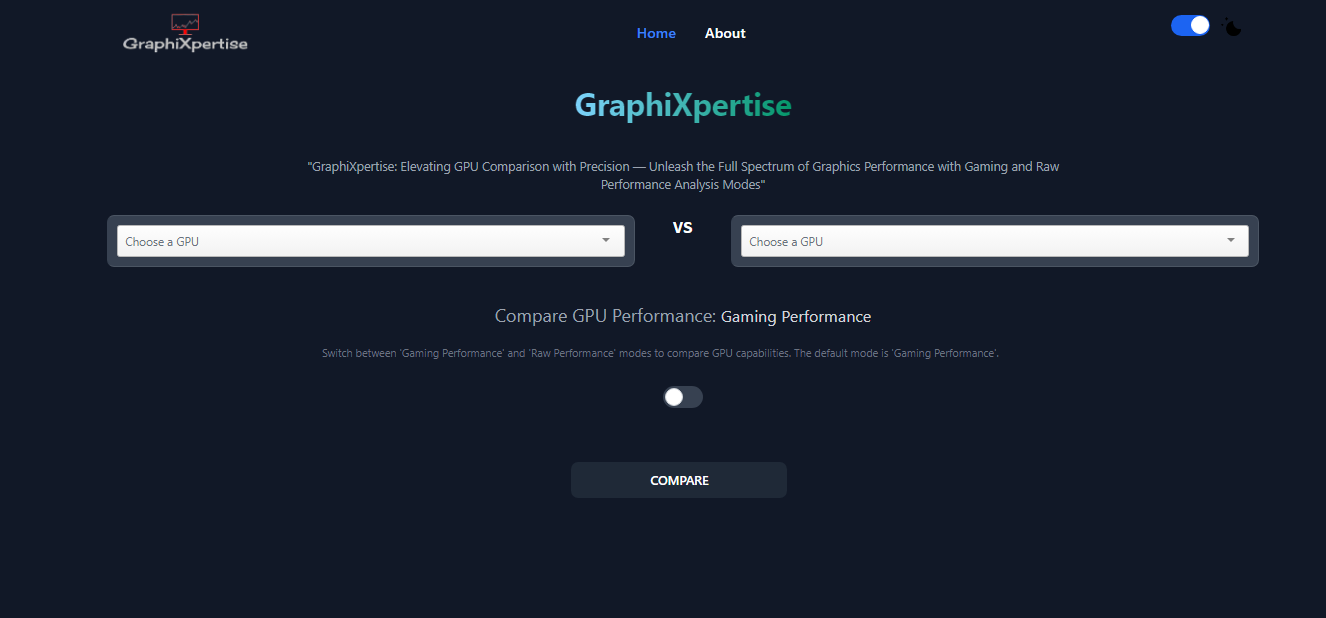 GraphiXpertise
Home
About
GraphiXpertise
"GraphiXpertise: Elevating GPU Comparison with Precision — Unleash the Full Spectrum of Graphics Performance with Gaming and Raw
Performance Analysis Modes"
Choose a GPU
VS
Choose a GPU
Compare GPU Performance: Gaming Performance
Switch between 'Gaming Performance' and 'Raw Performance' modes to compare GPU capabilities. The default mode is 'Gaming Performance'.
COMPARE